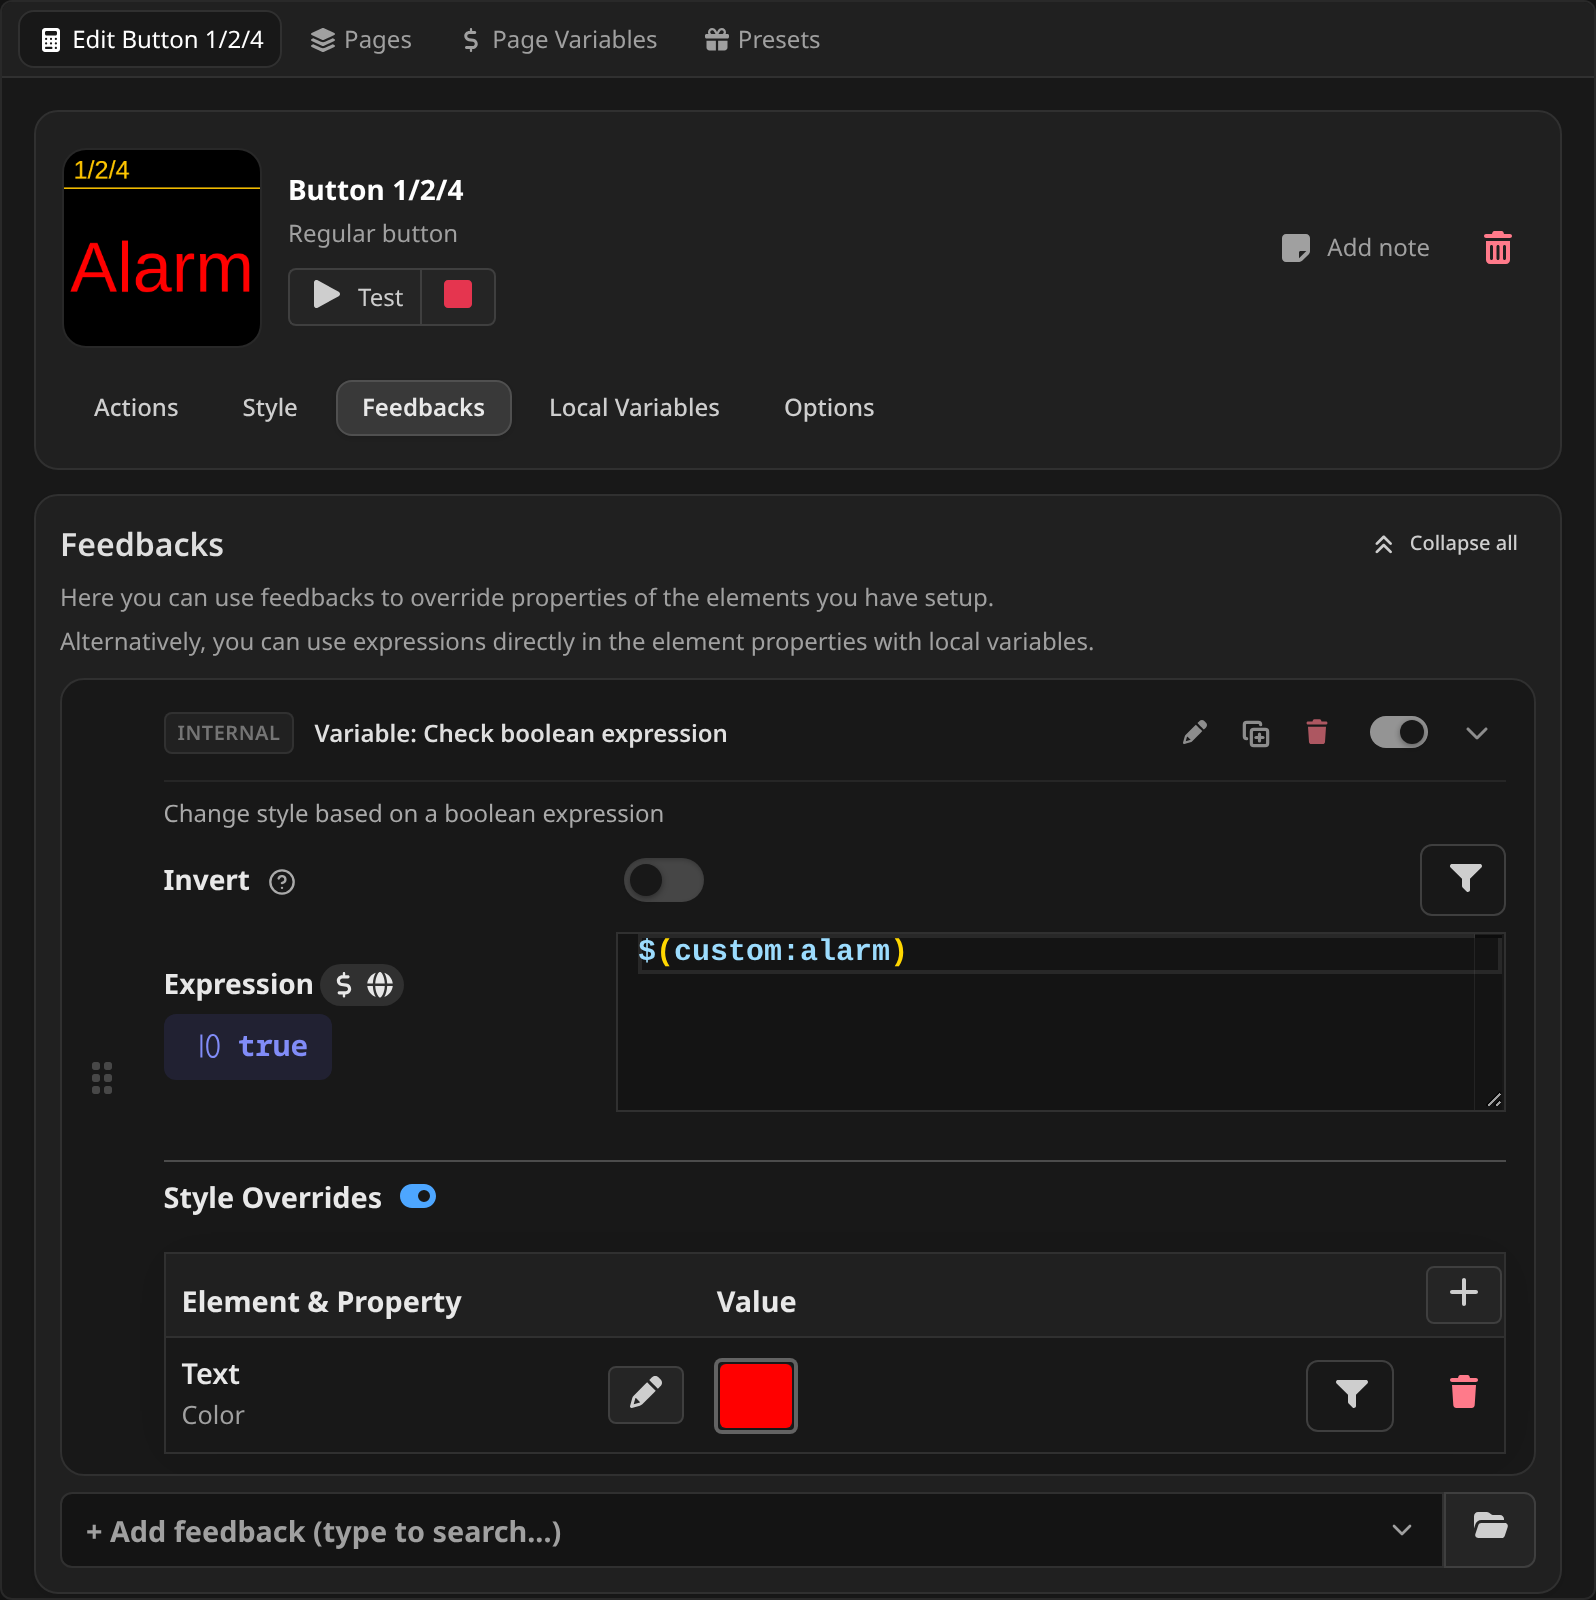 Edit Button 1/2/4 Pages $ Page Variables Presets
1/2/4
Alarm
Button 1/2/4
Regular button
Test
Add note
Actions Style Feedbacks Local Variables Options
Feedbacks
Collapse all
Here you can use feedbacks to override properties of the elements you have setup.
Alternatively, you can use expressions directly in the element properties with local variables.
INTERNAL Variable: Check boolean expression
Change style based on a boolean expression
Invert
$(custom:alarm)
Expression $
true
Style Overrides
Element & Property Value
Text
Color
+ Add feedback (type to search...)